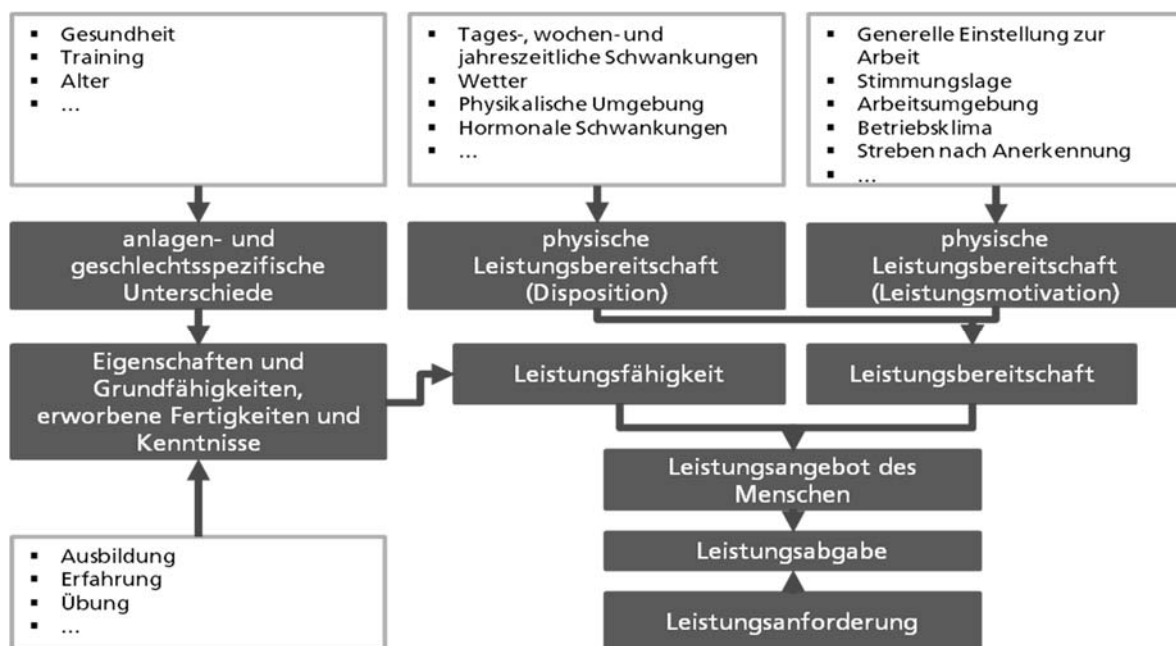 ▪ Gesundheit
▪ Training
▪ Alter
▪ ...
▪ Tages-, wochen- und
jahreszeitliche Schwankungen
▪ Wetter
▪ Physikalische Umgebung
▪ Hormonale Schwankungen
▪ ...
▪ Generelle Einstellung zur
Arbeit
▪ Stimmungslage
▪ Arbeitsumgebung
▪ Betriebsklima
▪ Streben nach Anerkennung
▪ ...
anlagen- und
geschlechtsspezifische
Unterschiede
physische
Leistungsbereitschaft
(Disposition)
physische
Leistungsbereitschaft
(Leistungsmotivation)
Eigenschaften und
Grundfähigkeiten,
erworbene Fertigkeiten und
Kenntnisse
Leistungsfähigkeit
Leistungsbereitschaft
Leistungsangebot des
Menschen
Leistungsabgabe
Leistungsanforderung
▪ Ausbildung
▪ Erfahrung
▪ Übung
▪ ...